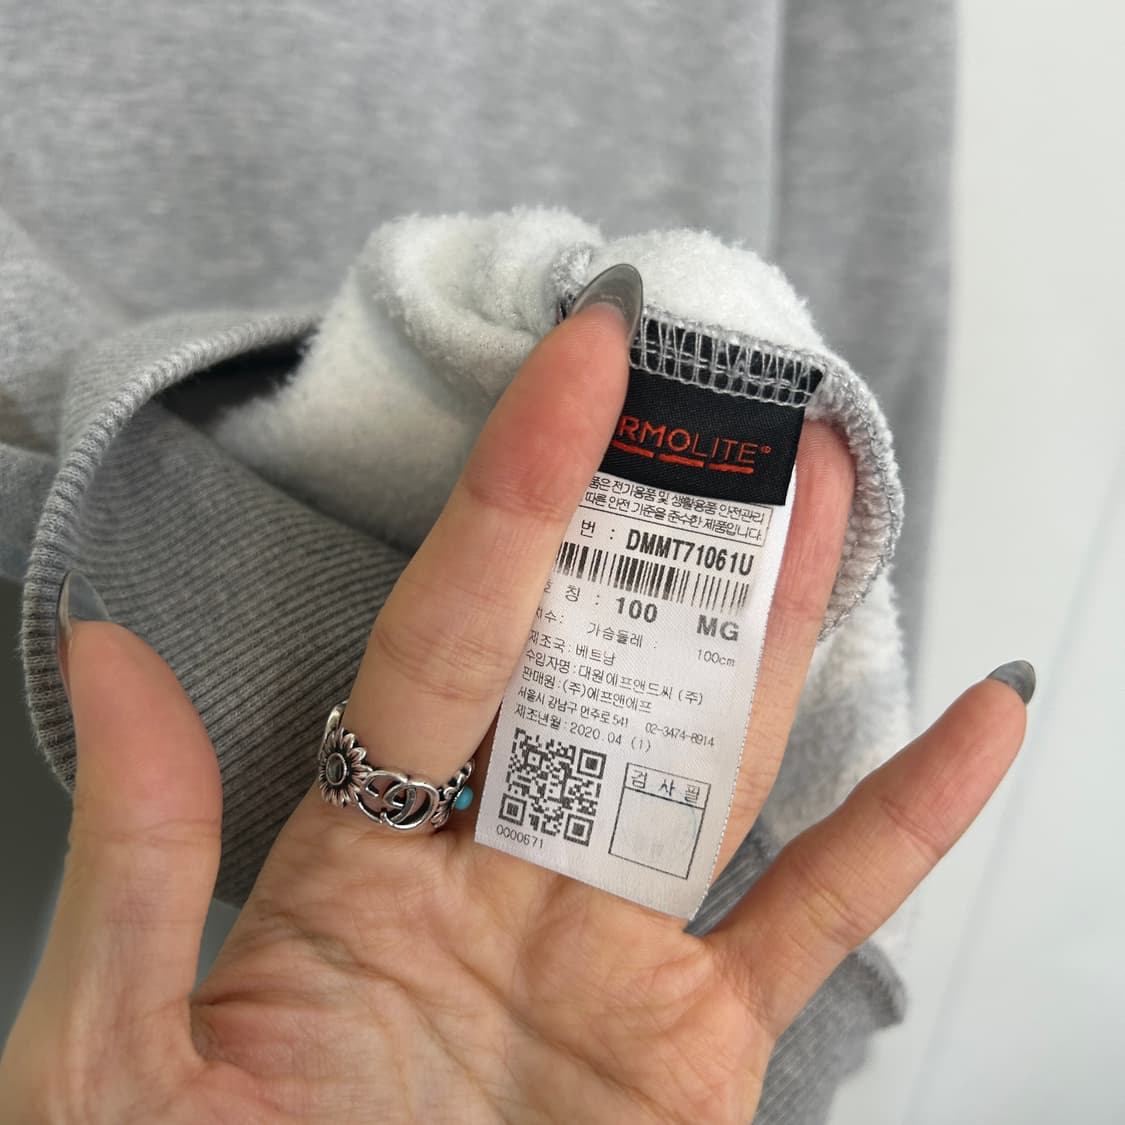 RMOLITE®
품은 전기용품 및 생활용품 안전관리
따른 안전 기준을 준수한 제품입니다.
번 : DMMT71061U
칭 : 100 MG
치수: 가슴둘레 : 100cm
제조국: 베트남
수입자명: 대원에프앤드씨 (주)
판매원: (주)에프앤에프
서울시 강남구 언주로 541 02-3474-8914
제조년월: 2020.04 (1)
0000671
검 사 필